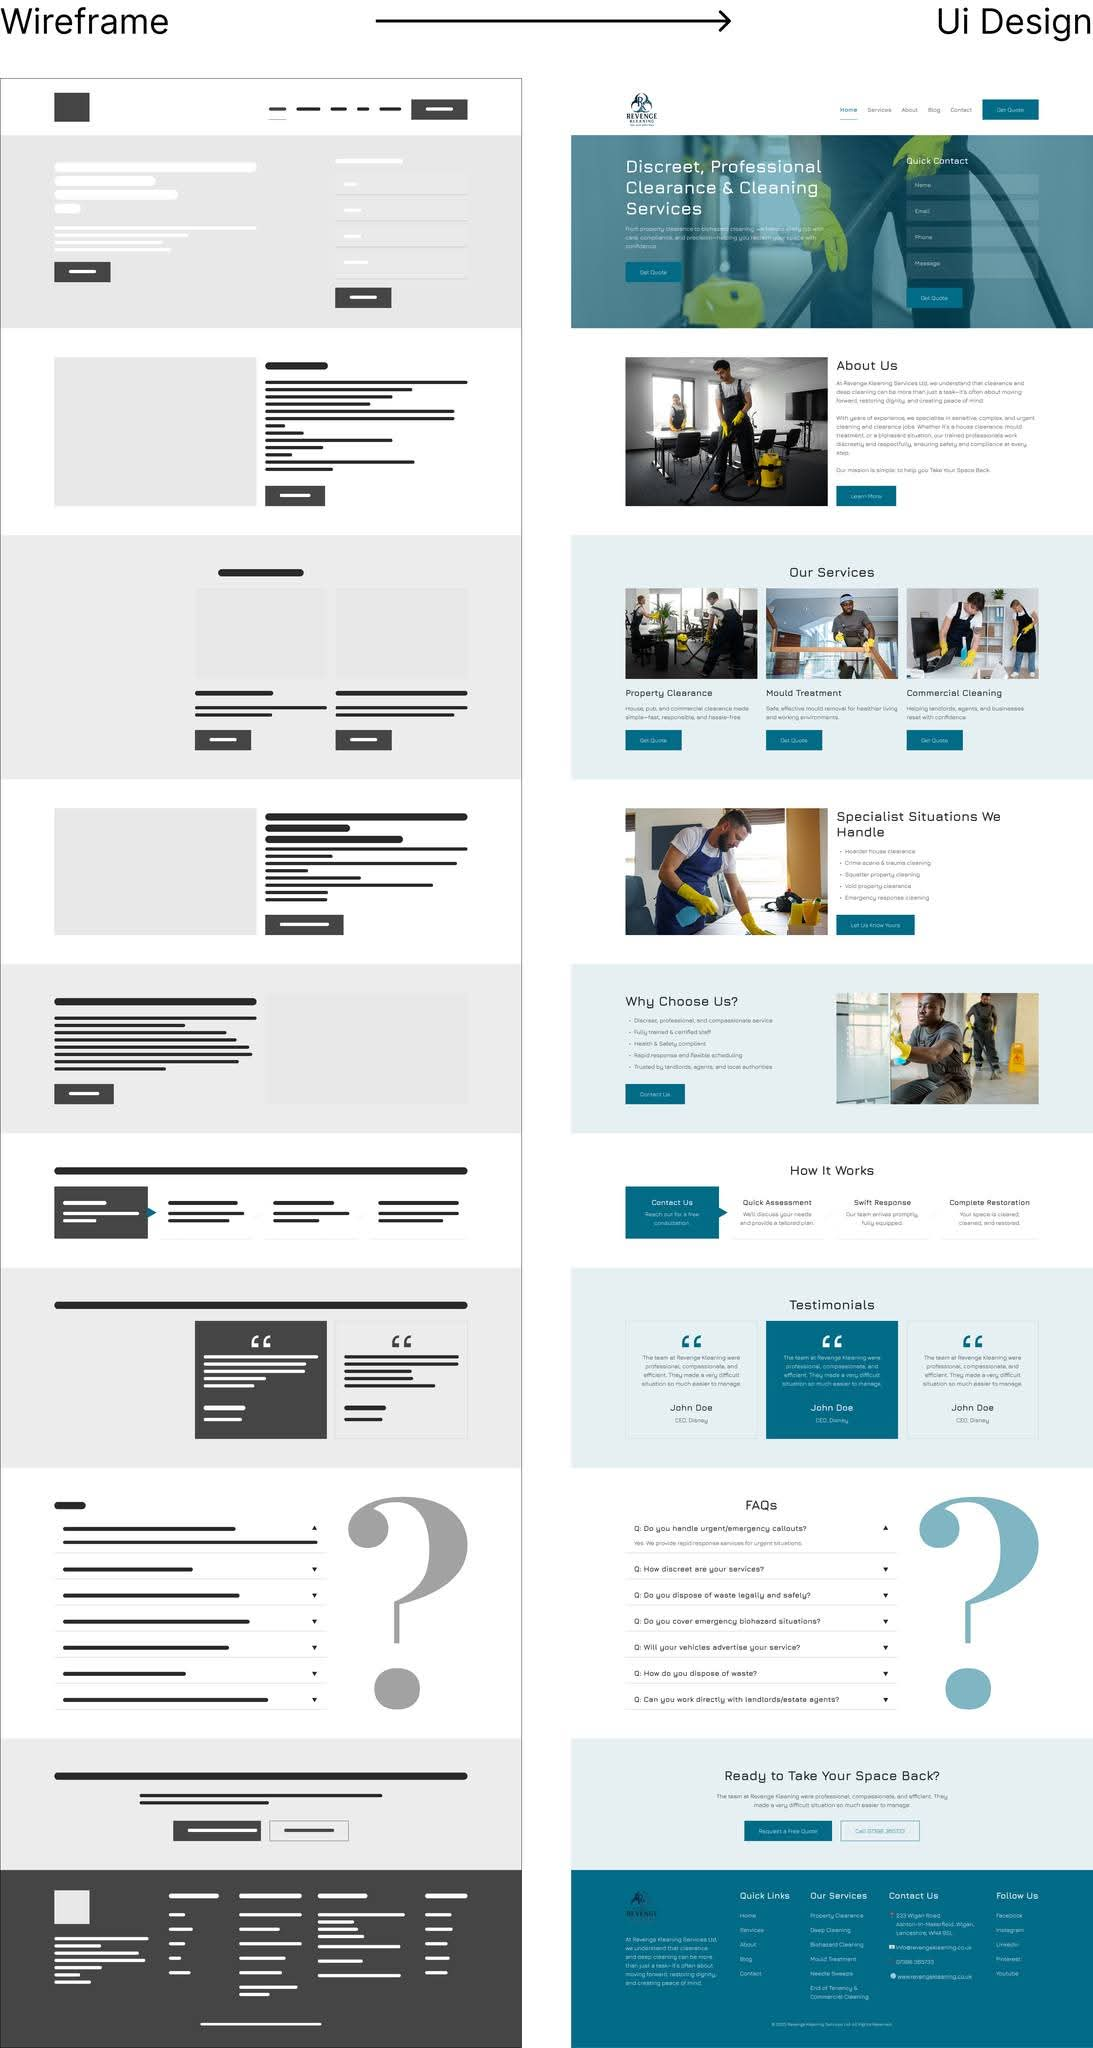 Wireframe
Ui Design
REVENGE
KLEANING
Home
Services
About
Blog
Contact
Get Quote
Discreet, Professional
Clearance & Cleaning
Services
From property clearance to biohazard cleaning, we handle every job with
care, compliance, and precision—helping you reclaim your space with
confidence.
Get Quote
Quick Contact
Name
Email
Phone
Message
Get Quote
About Us
At Revenge Kleaning Services Ltd, we understand that clearance and
deep cleaning can be more than just a task—it's often about moving
forward, restoring dignity, and creating peace of mind.
With years of experience, we specialise in sensitive, complex, and urgent
cleaning and clearance jobs. Whether it's a house clearance, mould
treatment, or a biohazard situation, our trained professionals work
discreetly and respectfully, ensuring safety and compliance at every
step.
Our mission is simple: to help you Take Your Space Back.
Learn More
Our Services
Property Clearance
House, pub, and commercial clearance made
simple—fast, responsible, and hassle-free.
Get Quote
Mould Treatment
Safe, effective mould removal for healthier living
and working environments.
Get Quote
Commercial Cleaning
Helping landlords, agents, and businesses
reset with confidence
Get Quote
Specialist Situations We
Handle
• Hoarder house clearance
• Crime scene & trauma cleaning
• Squatter property cleaning
• Void property clearance
• Emergency response cleaning
Let Us Know Yours
Why Choose Us?
• Discreet, professional, and compassionate service
• Fully trained & certified staff
• Health & Safety compliant
• Rapid response and flexible scheduling
• Trusted by landlords, agents, and local authorities
Contact Us
How It Works
Contact Us
Reach out for a free
consultation.
Quick Assessment
We'll discuss your needs
and provide a tailored plan.
Swift Response
Our team arrives promptly,
fully equipped.
Complete Restoration
Your space is cleared,
cleaned, and restored.
“
“
Testimonials
“
The team at Revenge Kleaning were
professional, compassionate, and
efficient. They made a very difficult
situation so much easier to manage.
John Doe
CEO, Disney
“
The team at Revenge Kleaning were
professional, compassionate, and
efficient. They made a very difficult
situation so much easier to manage.
John Doe
CEO, Disney
“
The team at Revenge Kleaning were
professional, compassionate, and
efficient. They made a very difficult
situation so much easier to manage.
John Doe
CEO, Disney
?
FAQs
Q: Do you handle urgent/emergency callouts?
Yes. We provide rapid response services for urgent situations.
Q: How discreet are your services?
Q: Do you dispose of waste legally and safely?
Q: Do you cover emergency biohazard situations?
Q: Will your vehicles advertise your service?
Q: How do you dispose of waste?
Q: Can you work directly with landlords/estate agents?
?
Ready to Take Your Space Back?
The team at Revenge Kleaning were professional, compassionate, and efficient. They
made a very difficult situation so much easier to manage.
Request a Free Quote
REVENGE
At Revenge Kleaning Services Ltd,
we understand that clearance
and deep cleaning can be more
than just a task—it's often about
moving forward, restoring dignity,
and creating peace of mind.
Quick Links
Home
Services
About
Blog
Contact
Our Services
Property Clearance
Deep Cleaning
Biohazard Cleaning
Mould Treatment
Needle Sweeps
End of Tenancy &
Commercial Cleaning
Contact Us
233 Wigan Road
Ashton-In-Makerfield, Wigan,
Lancashire, WN4 9SL
info@revengekleaning.co.uk
www.revengekleaning.co.uk
Follow Us
Facebook
Instagram
LinkedIn
Pinterest
Youtube
© 2025 Revenge Kleaning Services Ltd. All Rights Reserved.